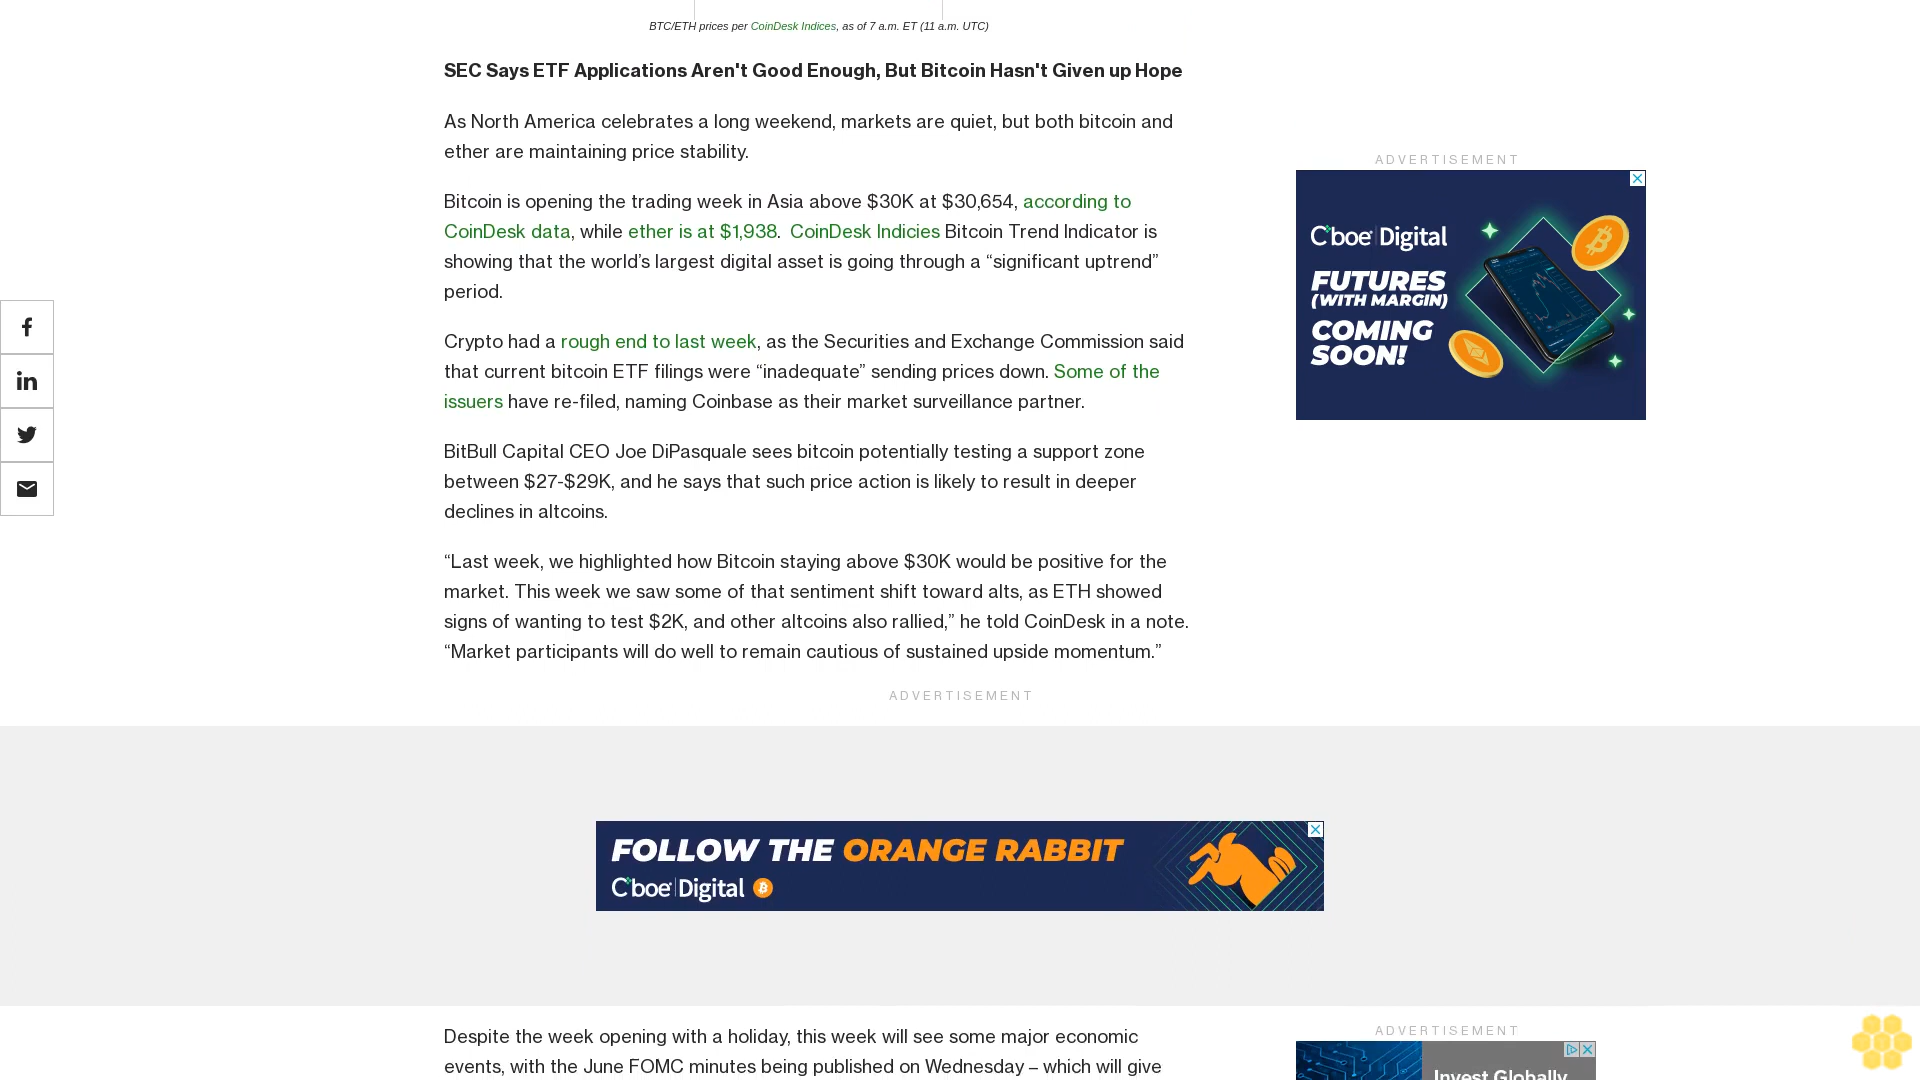 BTC/ETH prices per CoinDesk Indices, as of 7 a.m. ET (11 a.m. UTC)
SEC Says ETF Applications Aren't Good Enough, But Bitcoin Hasn't Given up Hope
As North America celebrates a long weekend, markets are quiet, but both bitcoin and
ether are maintaining price stability.
Bitcoin is opening the trading week in Asia above $30K at $30,654, according to
CoinDesk data, while ether is at $1,938.  CoinDesk Indicies Bitcoin Trend Indicator is
showing that the world’s largest digital asset is going through a “significant uptrend”
period.
Crypto had a rough end to last week, as the Securities and Exchange Commission said
that current bitcoin ETF filings were “inadequate” sending prices down. Some of the
issuers have re-filed, naming Coinbase as their market surveillance partner.
BitBull Capital CEO Joe DiPasquale sees bitcoin potentially testing a support zone
between $27-$29K, and he says that such price action is likely to result in deeper
declines in altcoins.
“Last week, we highlighted how Bitcoin staying above $30K would be positive for the
market. This week we saw some of that sentiment shift toward alts, as ETH showed
signs of wanting to test $2K, and other altcoins also rallied,” he told CoinDesk in a note.
“Market participants will do well to remain cautious of sustained upside momentum.”
ADVERTISEMENT
Cboe Digital
FUTURES
(WITH MARGIN)
COMING
SOON!
ADVERTISEMENT
FOLLOW THE ORANGE RABBIT
Cboe Digital
Despite the week opening with a holiday, this week will see some major economic
events, with the June FOMC minutes being published on Wednesday – which will give
ADVERTISEMENT
Invest Globally